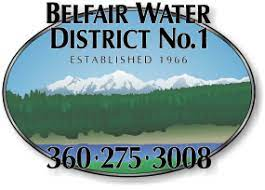 BELFAIR WATER
DISTRICT NO.1
ESTABLISHED 1966
360·275·3008